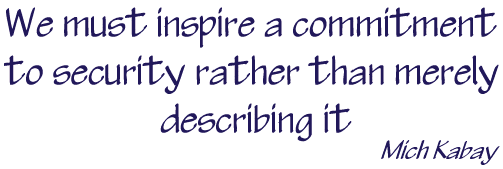 We must inspire a commitment
to security rather than merely
describing it
Mich Kabay